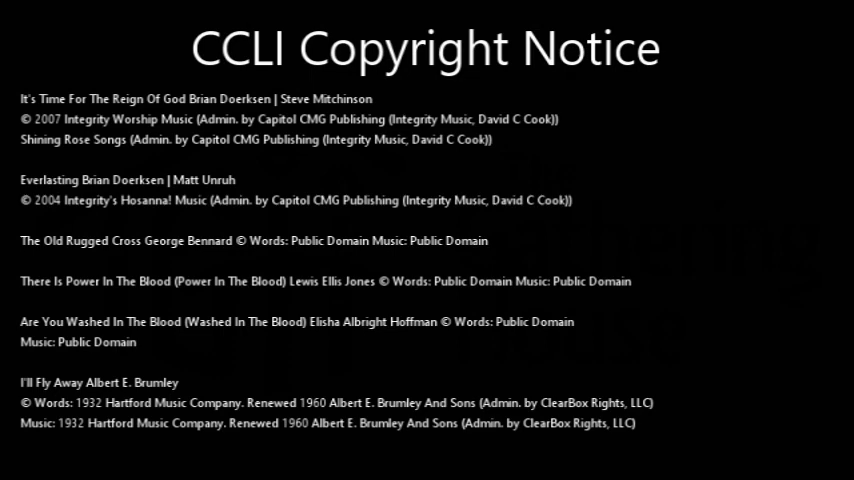 CCLI Copyright Notice
It's Time For The Reign Of God Brian Doerksen | Steve Mitchinson
© 2007 Integrity Worship Music (Admin. by Capitol CMG Publishing (Integrity Music, David C Cook))
Shining Rose Songs (Admin. by Capitol CMG Publishing (Integrity Music, David C Cook))
Everlasting Brian Doerksen | Matt Unruh
© 2004 Integrity's Hosanna! Music (Admin. by Capitol CMG Publishing (Integrity Music, David C Cook))
The Old Rugged Cross George Bennard © Words: Public Domain Music: Public Domain
There Is Power In The Blood (Power In The Blood) Lewis Ellis Jones © Words: Public Domain Music: Public Domain
Are You Washed In The Blood (Washed In The Blood) Elisha Albright Hoffman © Words: Public Domain
Music: Public Domain
I'll Fly Away Albert E. Brumley
© Words: 1932 Hartford Music Company. Renewed 1960 Albert E. Brumley And Sons (Admin. by ClearBox Rights, LLC)
Music: 1932 Hartford Music Company. Renewed 1960 Albert E. Brumley And Sons (Admin. by ClearBox Rights, LLC)